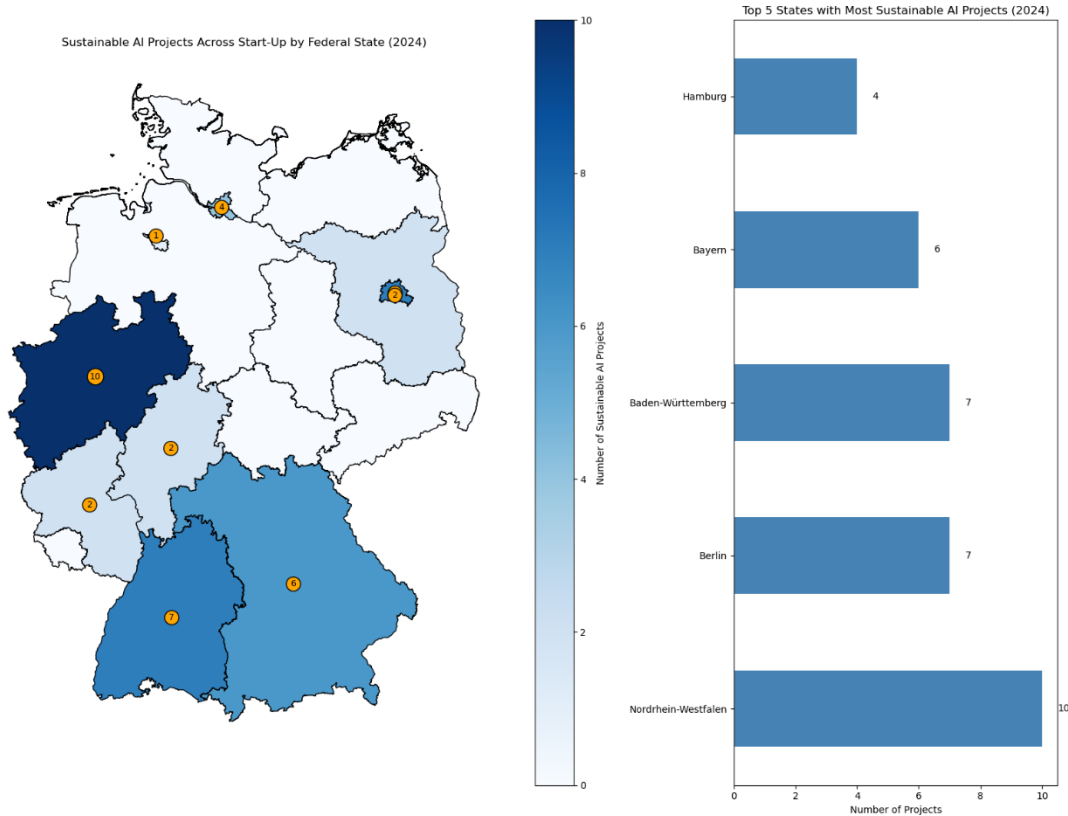 Sustainable AI Projects Across Start-Up by Federal State (2024)
4
1
2
10
2
2
6
7
10
8
6
4
2
0
Number of Sustainable AI Projects
Top 5 States with Most Sustainable AI Projects (2024)
Hamburg
4
Bayern
6
Baden-Württemberg
7
Berlin
7
Nordrhein-Westfalen
10
0 2 4 6 8 10
Number of Projects